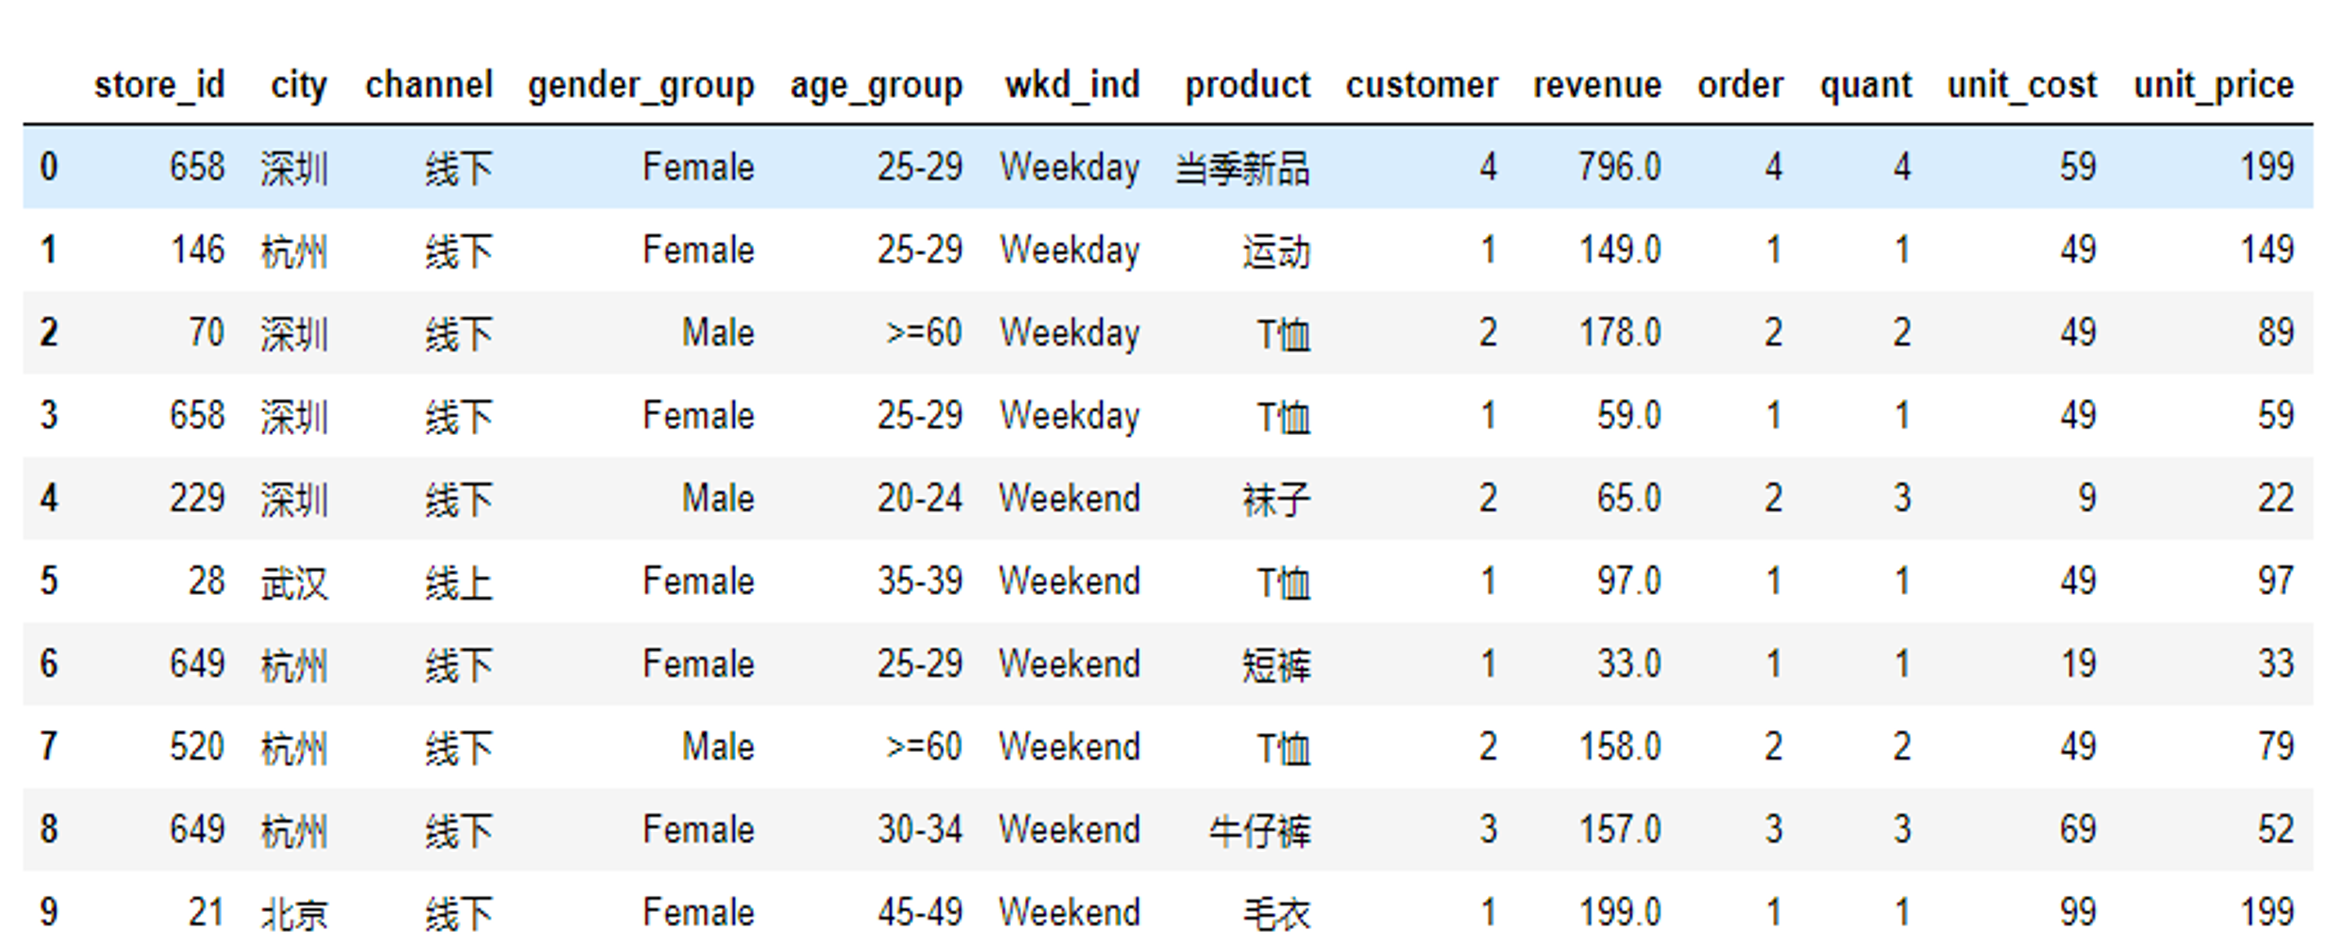 store_id city channel gender_group age_group wkd_ind product customer revenue order quant unit_cost unit_price
0 658 深圳 线下 Female 25-29 Weekday 当季新品 4 796.0 4 4 59 199
1 146 杭州 线下 Female 25-29 Weekday 运动 1 149.0 1 1 49 149
2 70 深圳 线下 Male >=60 Weekday T恤 2 178.0 2 2 49 89
3 658 深圳 线下 Female 25-29 Weekday T恤 1 59.0 1 1 49 59
4 229 深圳 线下 Male 20-24 Weekend 袜子 2 65.0 2 3 9 22
5 28 武汉 线上 Female 35-39 Weekend T恤 1 97.0 1 1 49 97
6 649 杭州 线下 Female 25-29 Weekend 短裤 1 33.0 1 1 19 33
7 520 杭州 线下 Male >=60 Weekend T恤 2 158.0 2 2 49 79
8 649 杭州 线下 Female 30-34 Weekend 牛仔裤 3 157.0 3 3 69 52
9 21 北京 线下 Female 45-49 Weekend 毛衣 1 199.0 1 1 99 199